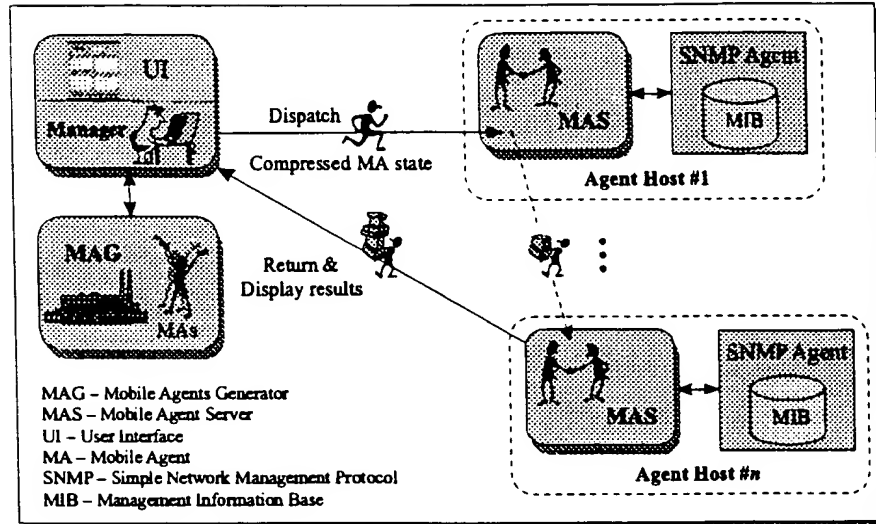 UI
Manager
Dispatch
Compressed MA state
MAS
SNMP Agent
MIB
Agent Host #1
MAG
MAs
Return &
Display results
MAS
SNMP Agent
MIB
Agent Host #n
MAG – Mobile Agents Generator
MAS – Mobile Agent Server
UI – User Interface
MA – Mobile Agent
SNMP – Simple Network Management Protocol
MIB – Management Information Base